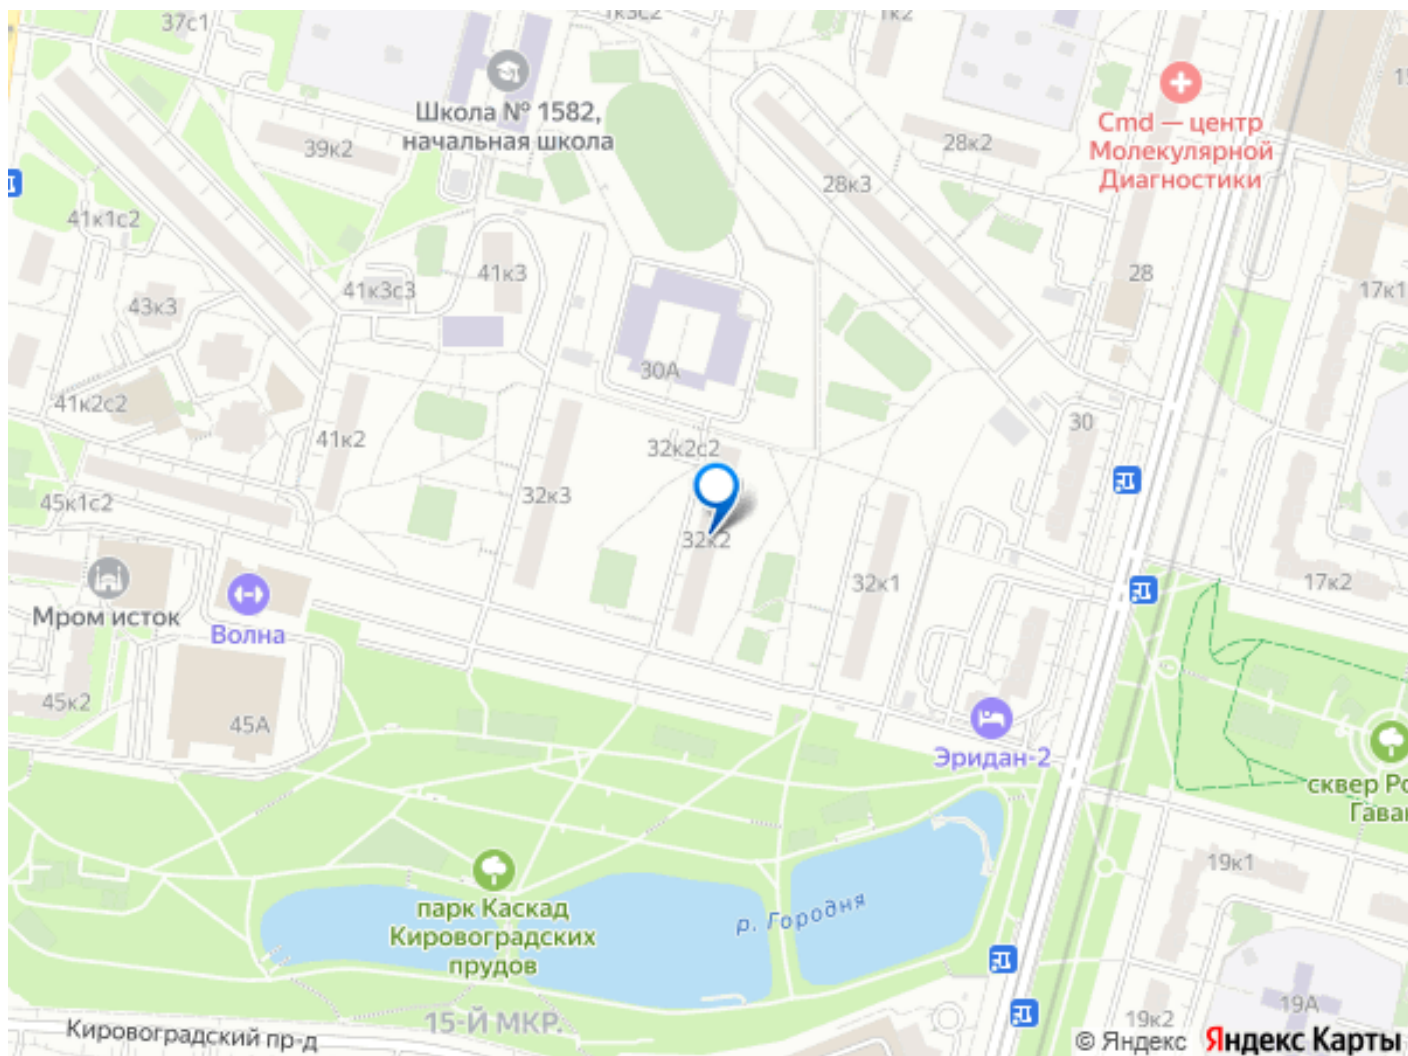 37с1
1к3с2
1к2
Школа № 1582,
начальная школа
Cmd — центр
Молекулярной
Диагностики
39к2
28к2
28к3
41к1с2
41к3
41к3с3
43к3
28
17к1
30А
41к2с2
41к2
30
32к2с2
32к3
45к1с2
32к2
32к1
17к2
Мром исток
Волна
45к2
45А
Эридан-2
сквер Ро
Гава
19к1
парк Каскад
Кировоградских
прудов
р. Городня
15-Й МКР.
19А
19к2
Кировоградский пр-д
© Яндекс Яндекс Карты